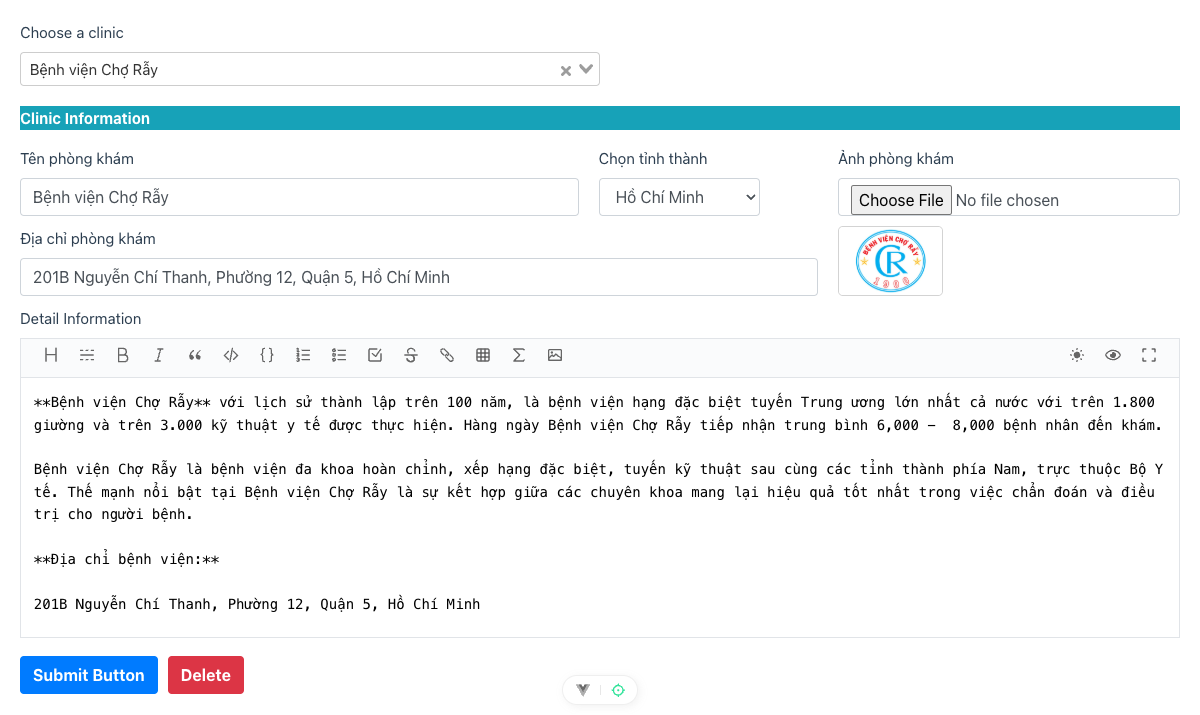 Choose a clinic
Bệnh viện Chợ Rẫy
Clinic Information
Tên phòng khám
Chọn tỉnh thành
Ảnh phòng khám
Bệnh viện Chợ Rẫy
Hồ Chí Minh
Choose File No file chosen
Địa chỉ phòng khám
BỆNH VIỆN CHỢ RẪY
CR
1900
201B Nguyễn Chí Thanh, Phường 12, Quận 5, Hồ Chí Minh
Detail Information
**Bệnh viện Chợ Rẫy** với lịch sử thành lập trên 100 năm, là bệnh viện hạng đặc biệt tuyến Trung ương lớn nhất cả nước với trên 1.800
giường và trên 3.000 kỹ thuật y tế được thực hiện. Hàng ngày Bệnh viện Chợ Rẫy tiếp nhận trung bình 6,000 –  8,000 bệnh nhân đến khám.
Bệnh viện Chợ Rẫy là bệnh viện đa khoa hoàn chỉnh, xếp hạng đặc biệt, tuyến kỹ thuật sau cùng các tỉnh thành phía Nam, trực thuộc Bộ Y
tế. Thế mạnh nổi bật tại Bệnh viện Chợ Rẫy là sự kết hợp giữa các chuyên khoa mang lại hiệu quả tốt nhất trong việc chẩn đoán và điều
trị cho người bệnh.
**Địa chỉ bệnh viện:**
201B Nguyễn Chí Thanh, Phường 12, Quận 5, Hồ Chí Minh
Submit Button
Delete